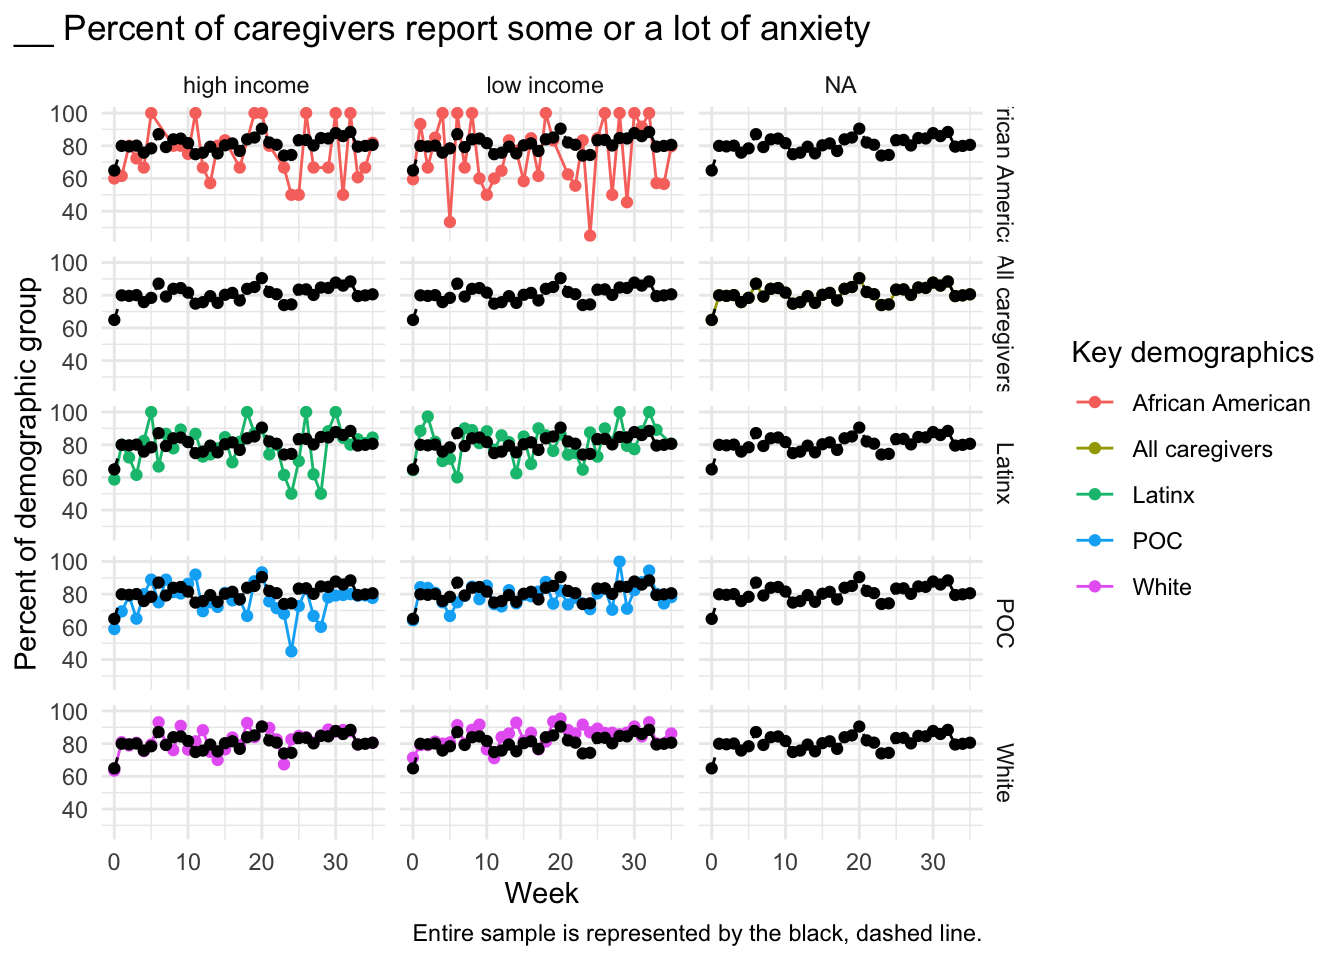 __ Percent of caregivers report some or a lot of anxiety
high income low income NA
Percent of demographic group
100
80
60
40
rican Americ
100
80
60
40
All caregivers
100
80
60
40
Latinx
100
80
60
40
POC
100
80
60
40
White
0 10 20 30 0 10 20 30 0 10 20 30
Week
Entire sample is represented by the black, dashed line.
Key demographics
African American
All caregivers
Latinx
POC
White